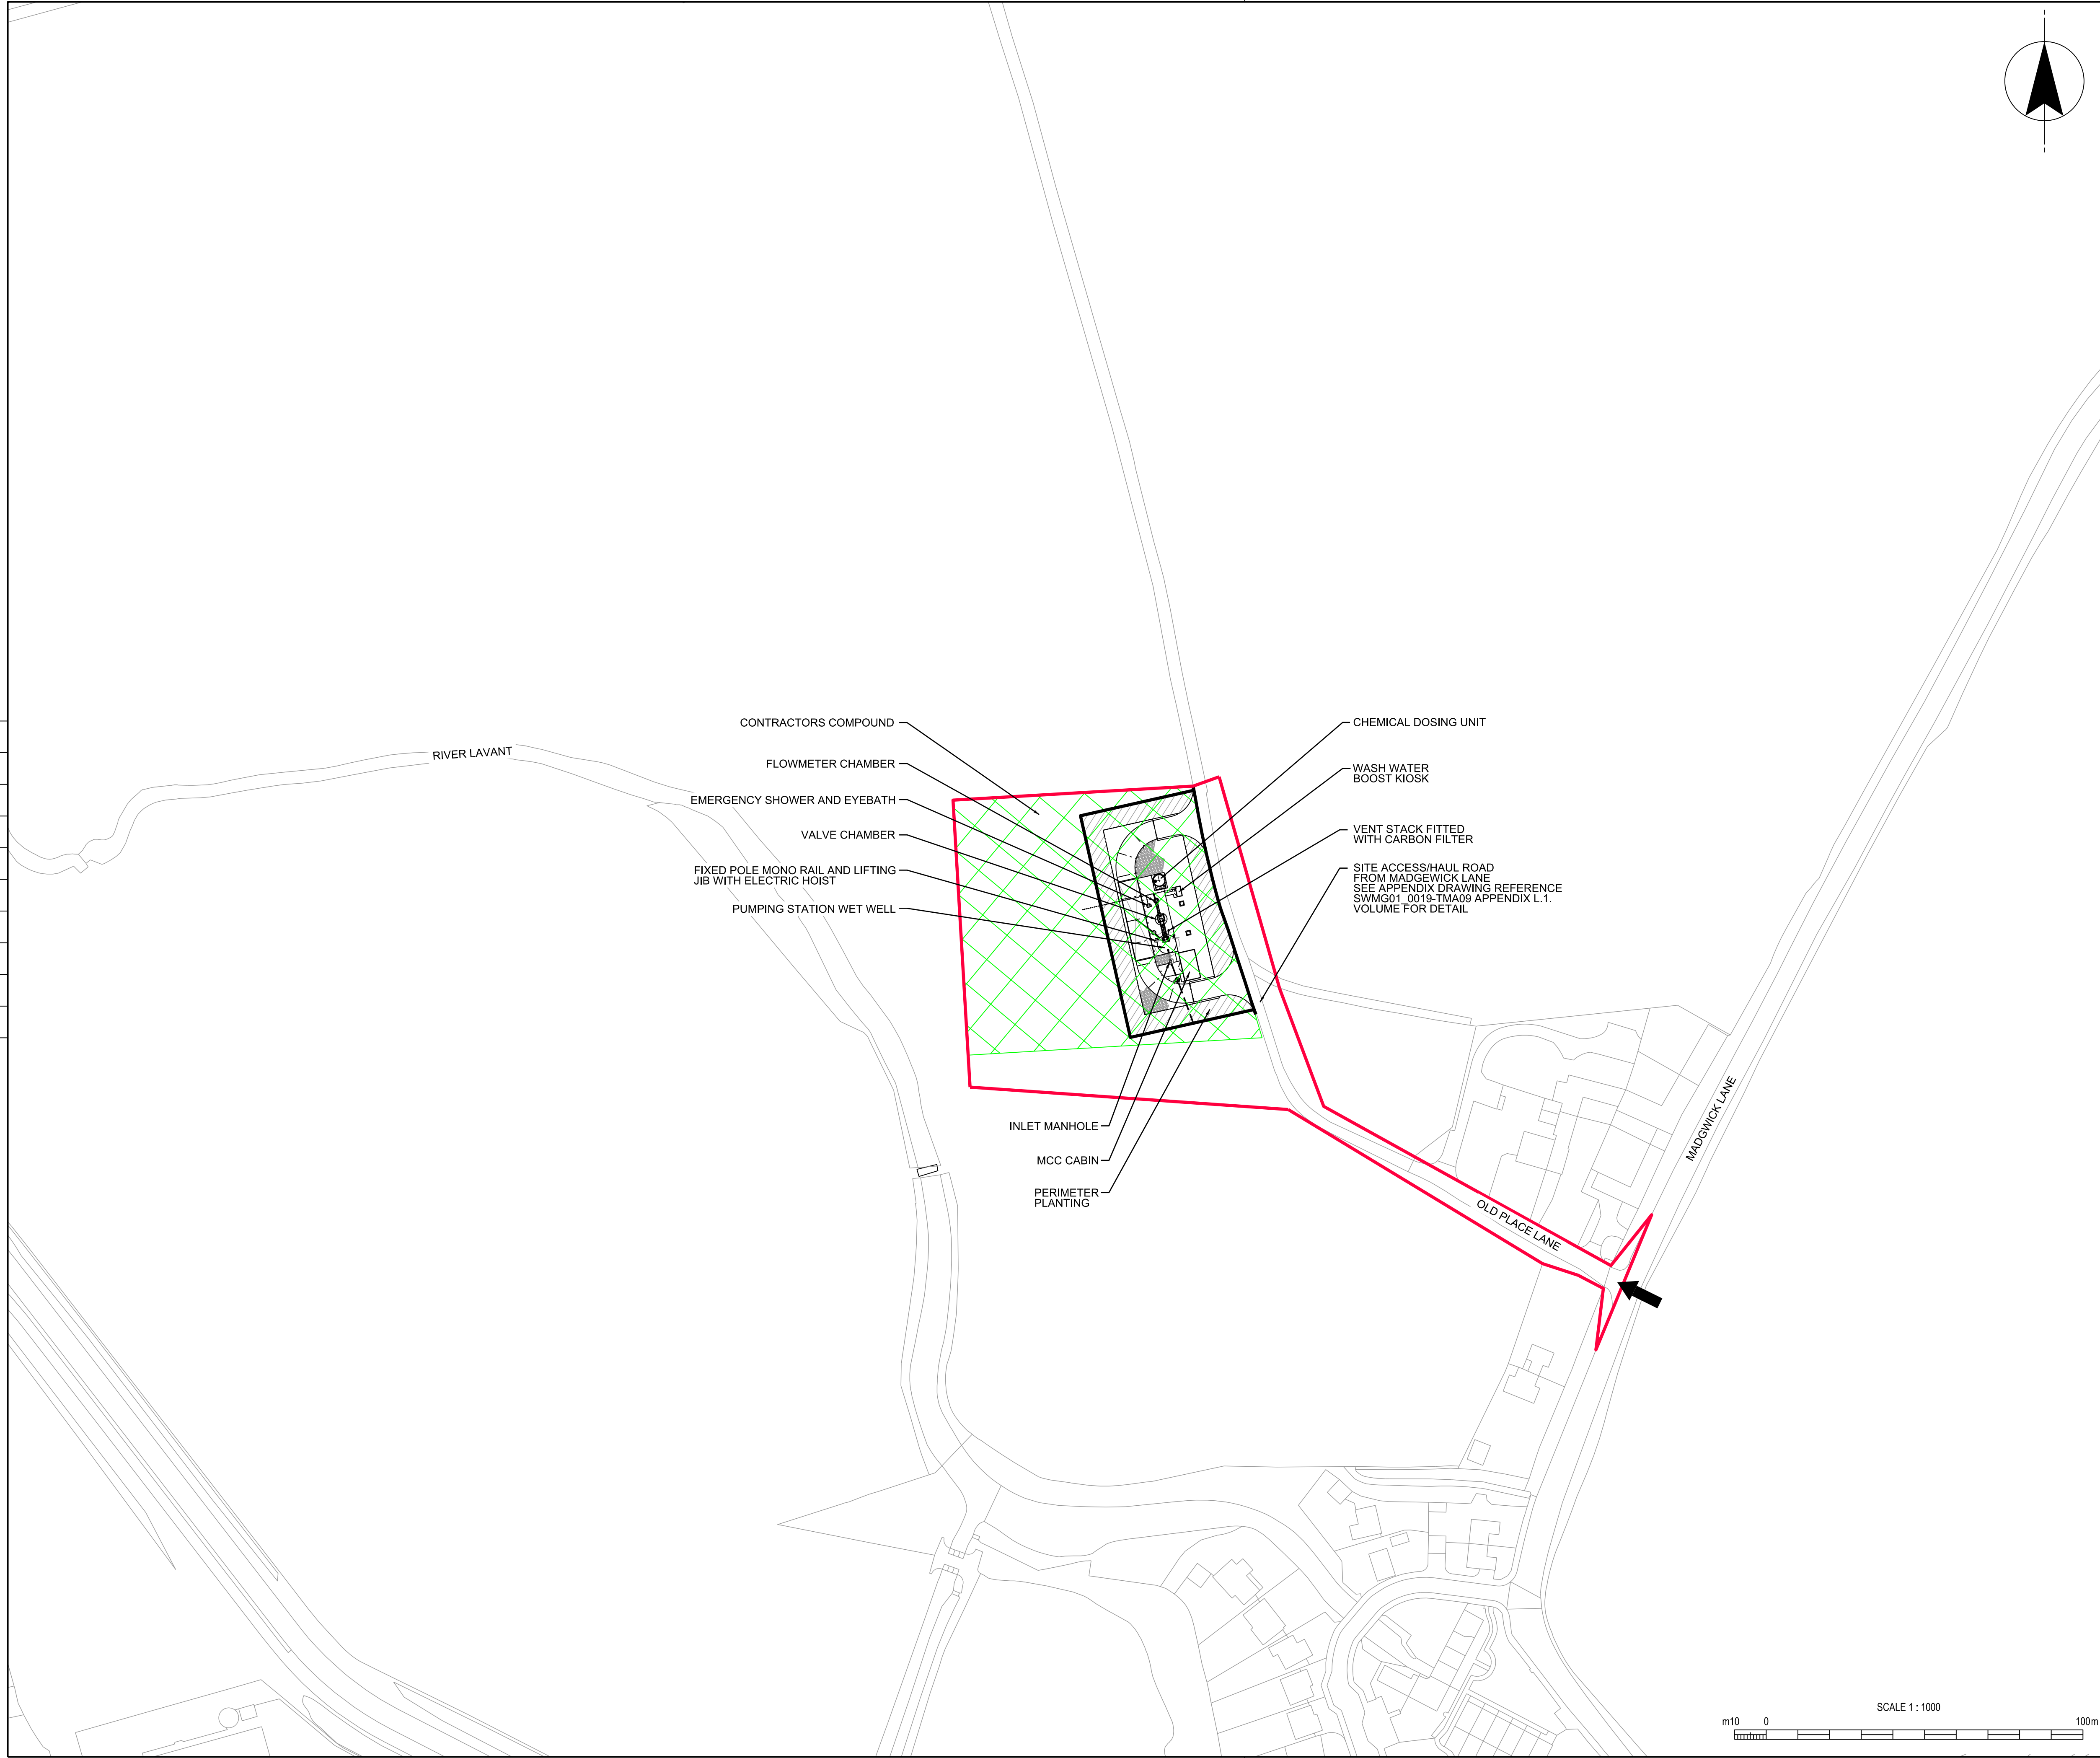 RIVER LAVANT
CONTRACTORS COMPOUND
FLOWMETER CHAMBER
EMERGENCY SHOWER AND EYEBATH
VALVE CHAMBER
FIXED POLE MONO RAIL AND LIFTING
JIB WITH ELECTRIC HOIST
PUMPING STATION WET WELL
CHEMICAL DOSING UNIT
WASH WATER
BOOST KIOSK
VENT STACK FITTED
WITH CARBON FILTER
SITE ACCESS/HAUL ROAD
FROM MADGEWICK LANE
SEE APPENDIX DRAWING REFERENCE
SWMG01_0019-TMA09 APPENDIX L.1.
VOLUME FOR DETAIL
INLET MANHOLE
MCC CABIN
PERIMETER
PLANTING
MADGWICK LANE
OLD PLACE LANE
SCALE 1 : 1000
m10 0 100m